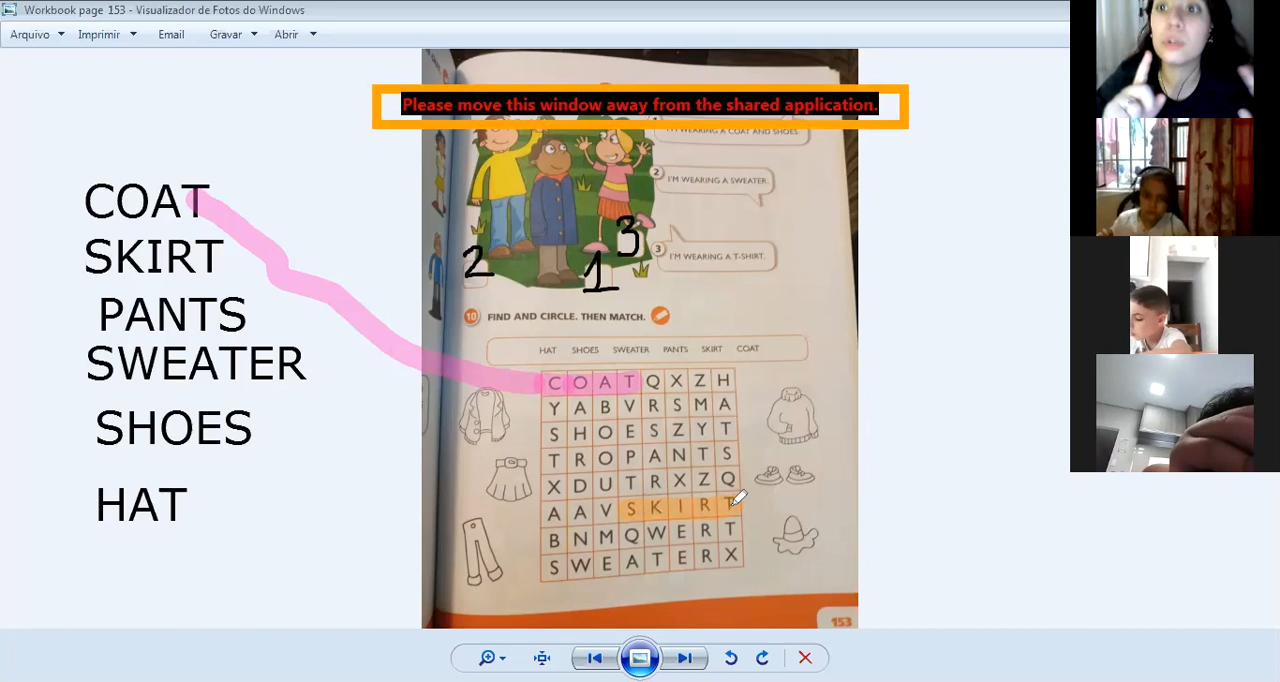 Workbook page 153 - Visualizador de Fotos do Windows
Arquivo Imprimir Email Gravar Abrir
Please move this window away from the shared application.
I'M WEARING A COAT AND SHOES.
2 I'M WEARING A SWEATER.
3 I'M WEARING A T-SHIRT.
2 1 3
COAT
SKIRT
PANTS
SWEATER
SHOES
HAT
10 FIND AND CIRCLE. THEN MATCH.
HAT SHOES SWEATER PANTS SKIRT COAT
C O A T Q X Z H
Y A B V R S M A
S H O E S Z Y T
T R O P A N T S
X D U T R X Z Q
A A V S K I R T
B N M Q W E R T
S W E A T E R X
153